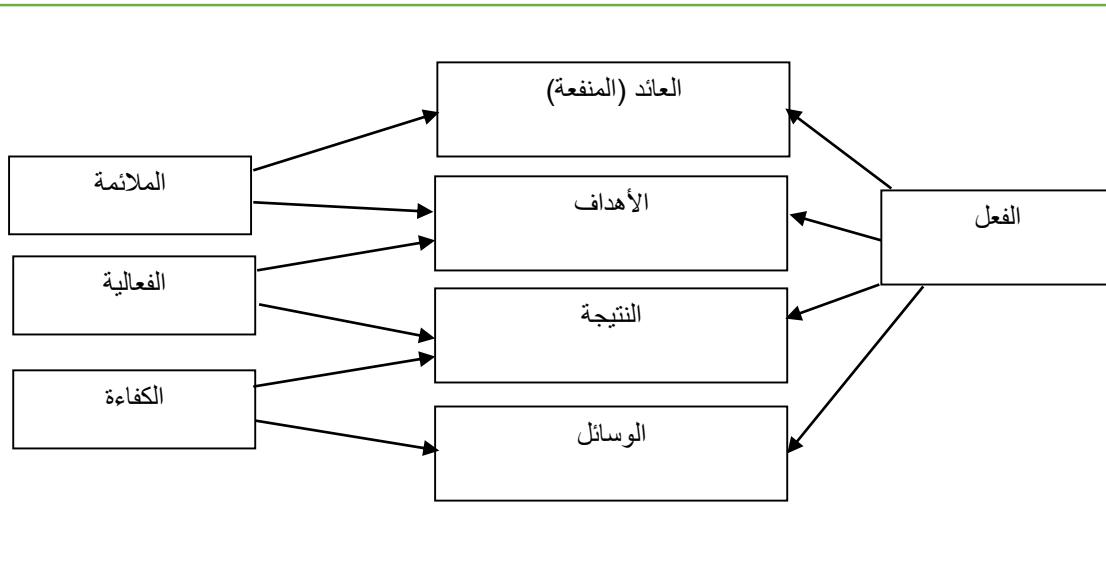 العائد (المنفعة)
الملائمة
الأهداف
الفعل
الفعالية
النتيجة
الكفاءة
الوسائل